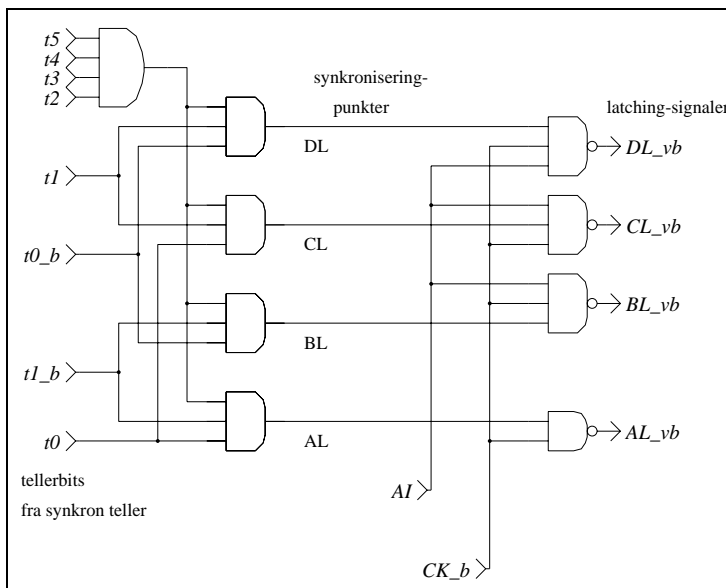 t5
t4
t3
t2
synkronisering-
punkter
latching-signaler
DL
DL_vb
t1
CL
CL_vb
t0_b
BL
BL_vb
t1_b
AL
AL_vb
t0
tellerbits
fra synkron teller
AI
CK_b